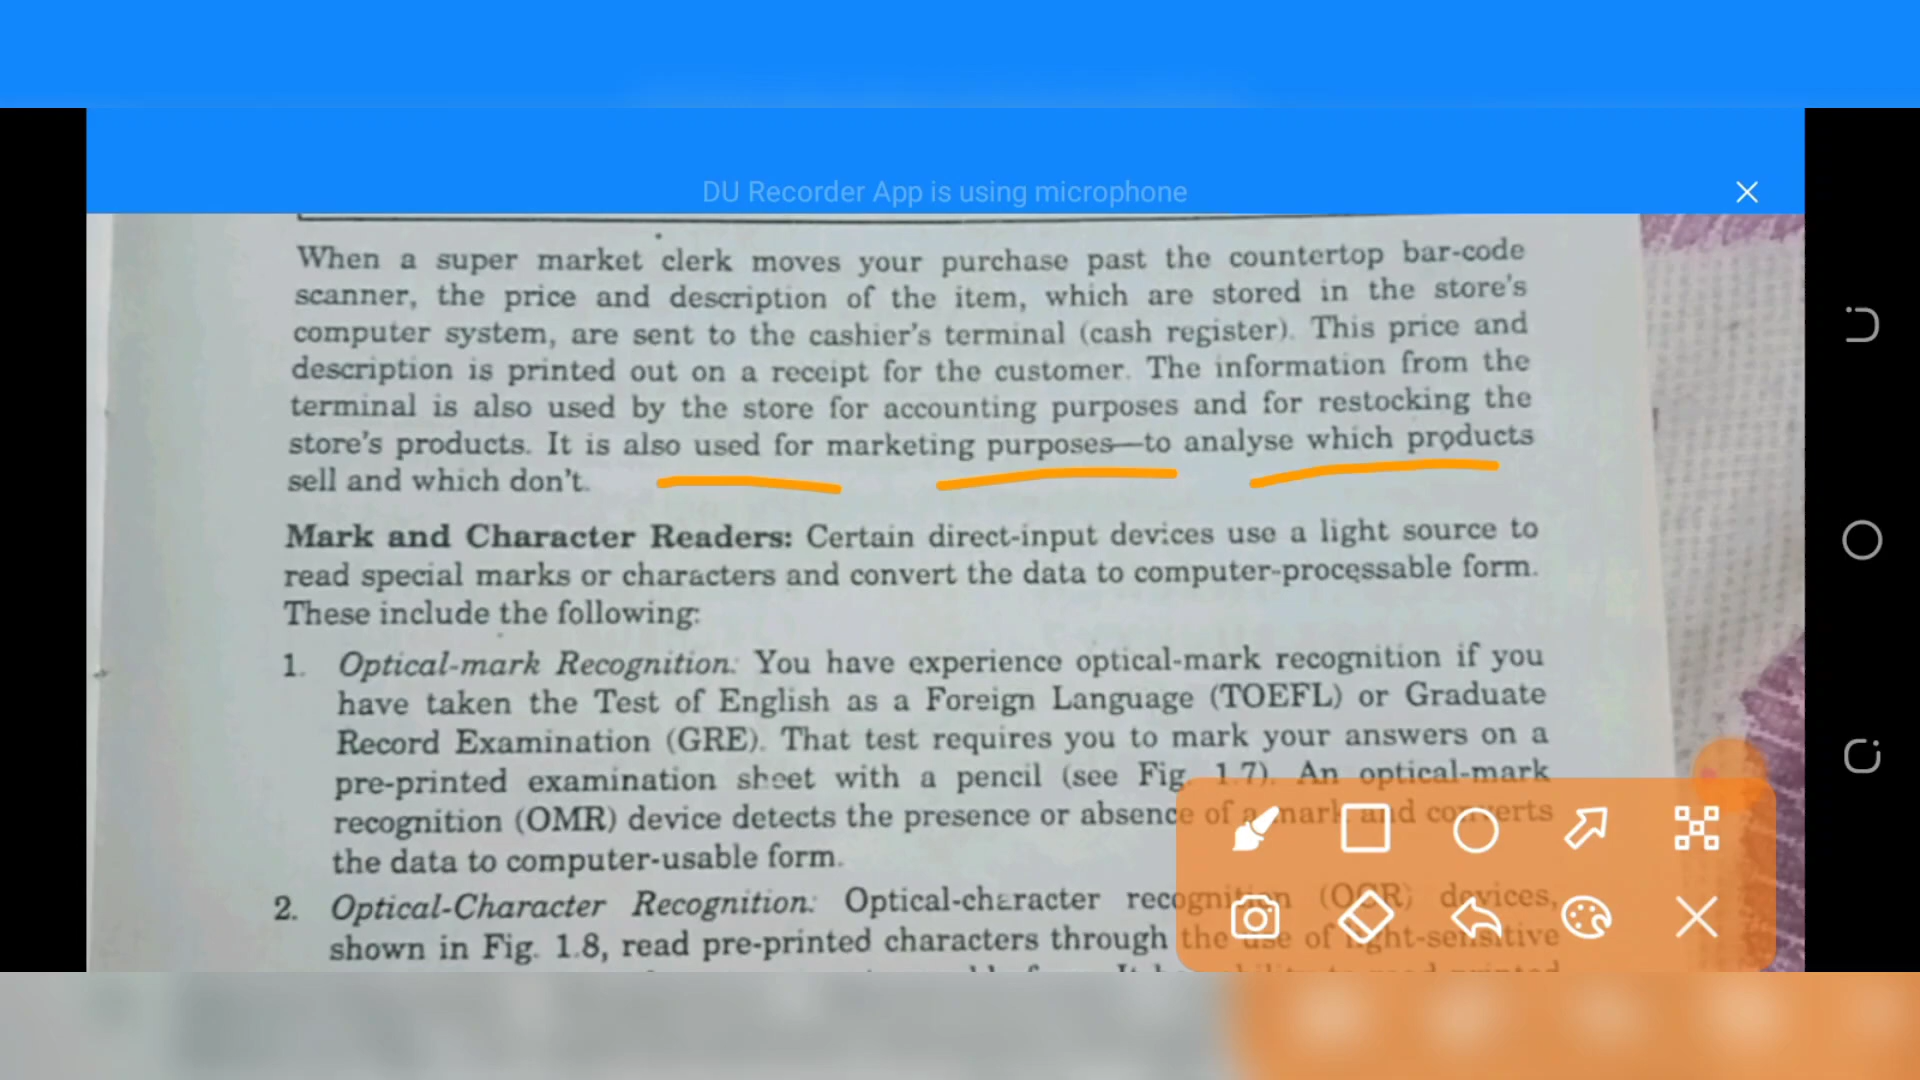 DU Recorder App is using microphone
When a super market clerk moves your purchase past the countertop bar-code
scanner, the price and description of the item, which are stored in the store's
computer system, are sent to the cashier's terminal (cash register). This price and
description is printed out on a receipt for the customer. The information from the
terminal is also used by the store for accounting purposes and for restocking the
store's products. It is also used for marketing purposes—to analyse which products
sell and which don't.
Mark and Character Readers: Certain direct-input devices use a light source to
read special marks or characters and convert the data to computer-processable form.
These include the following:
1. Optical-mark Recognition: You have experience optical-mark recognition if you
have taken the Test of English as a Foreign Language (TOEFL) or Graduate
Record Examination (GRE). That test requires you to mark your answers on a
pre-printed examination sheet with a pencil (see Fig. 1.7). An optical-mark
recognition (OMR) device detects the presence or absence of a mark and converts
the data to computer-usable form.
2. Optical-Character Recognition: Optical-character recognition (OCR) devices,
shown in Fig. 1.8, read pre-printed characters through the use of light-sensitive